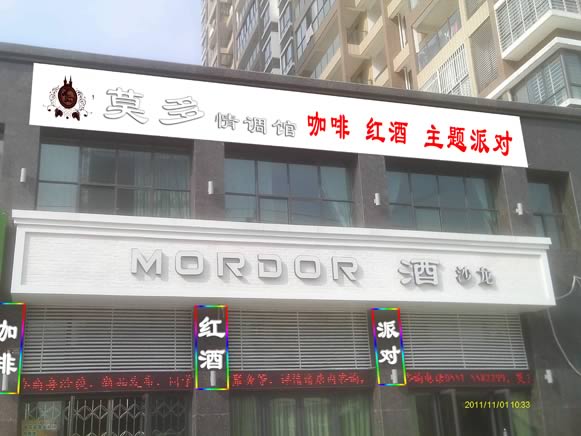 莫多 情调馆 咖啡 红酒 主题派对
MORDOR 酒 沙龙
咖啡
红酒
派对
2011/11/01 10:33